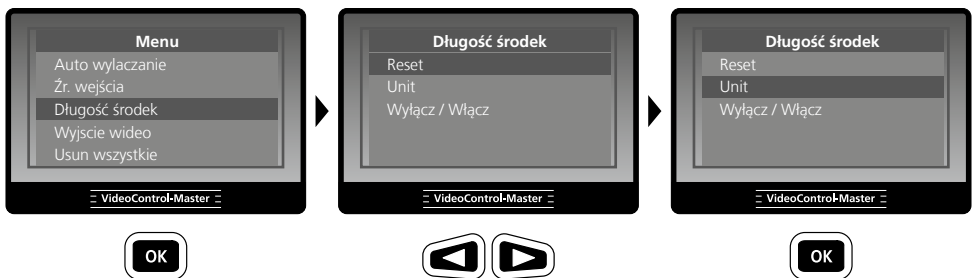 Menu
Auto wylaczanie
Źr. wejścia
Długość środek
Wyjscie wideo
Usun wszystkie
VideoControl-Master
OK
Długość środek
Reset
Unit
Wyłącz / Włącz
VideoControl-Master
Długość środek
Reset
Unit
Wyłącz / Włącz
VideoControl-Master
OK